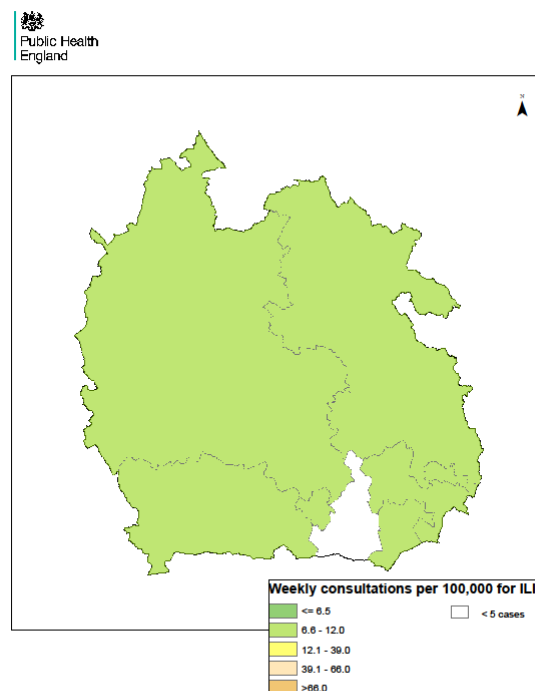 Public Health
England
N
Weekly consultations per 100,000 for ILI
<= 6.5
< 5 cases
6.6 - 12.0
12.1 - 39.0
39.1 - 66.0
>66.0